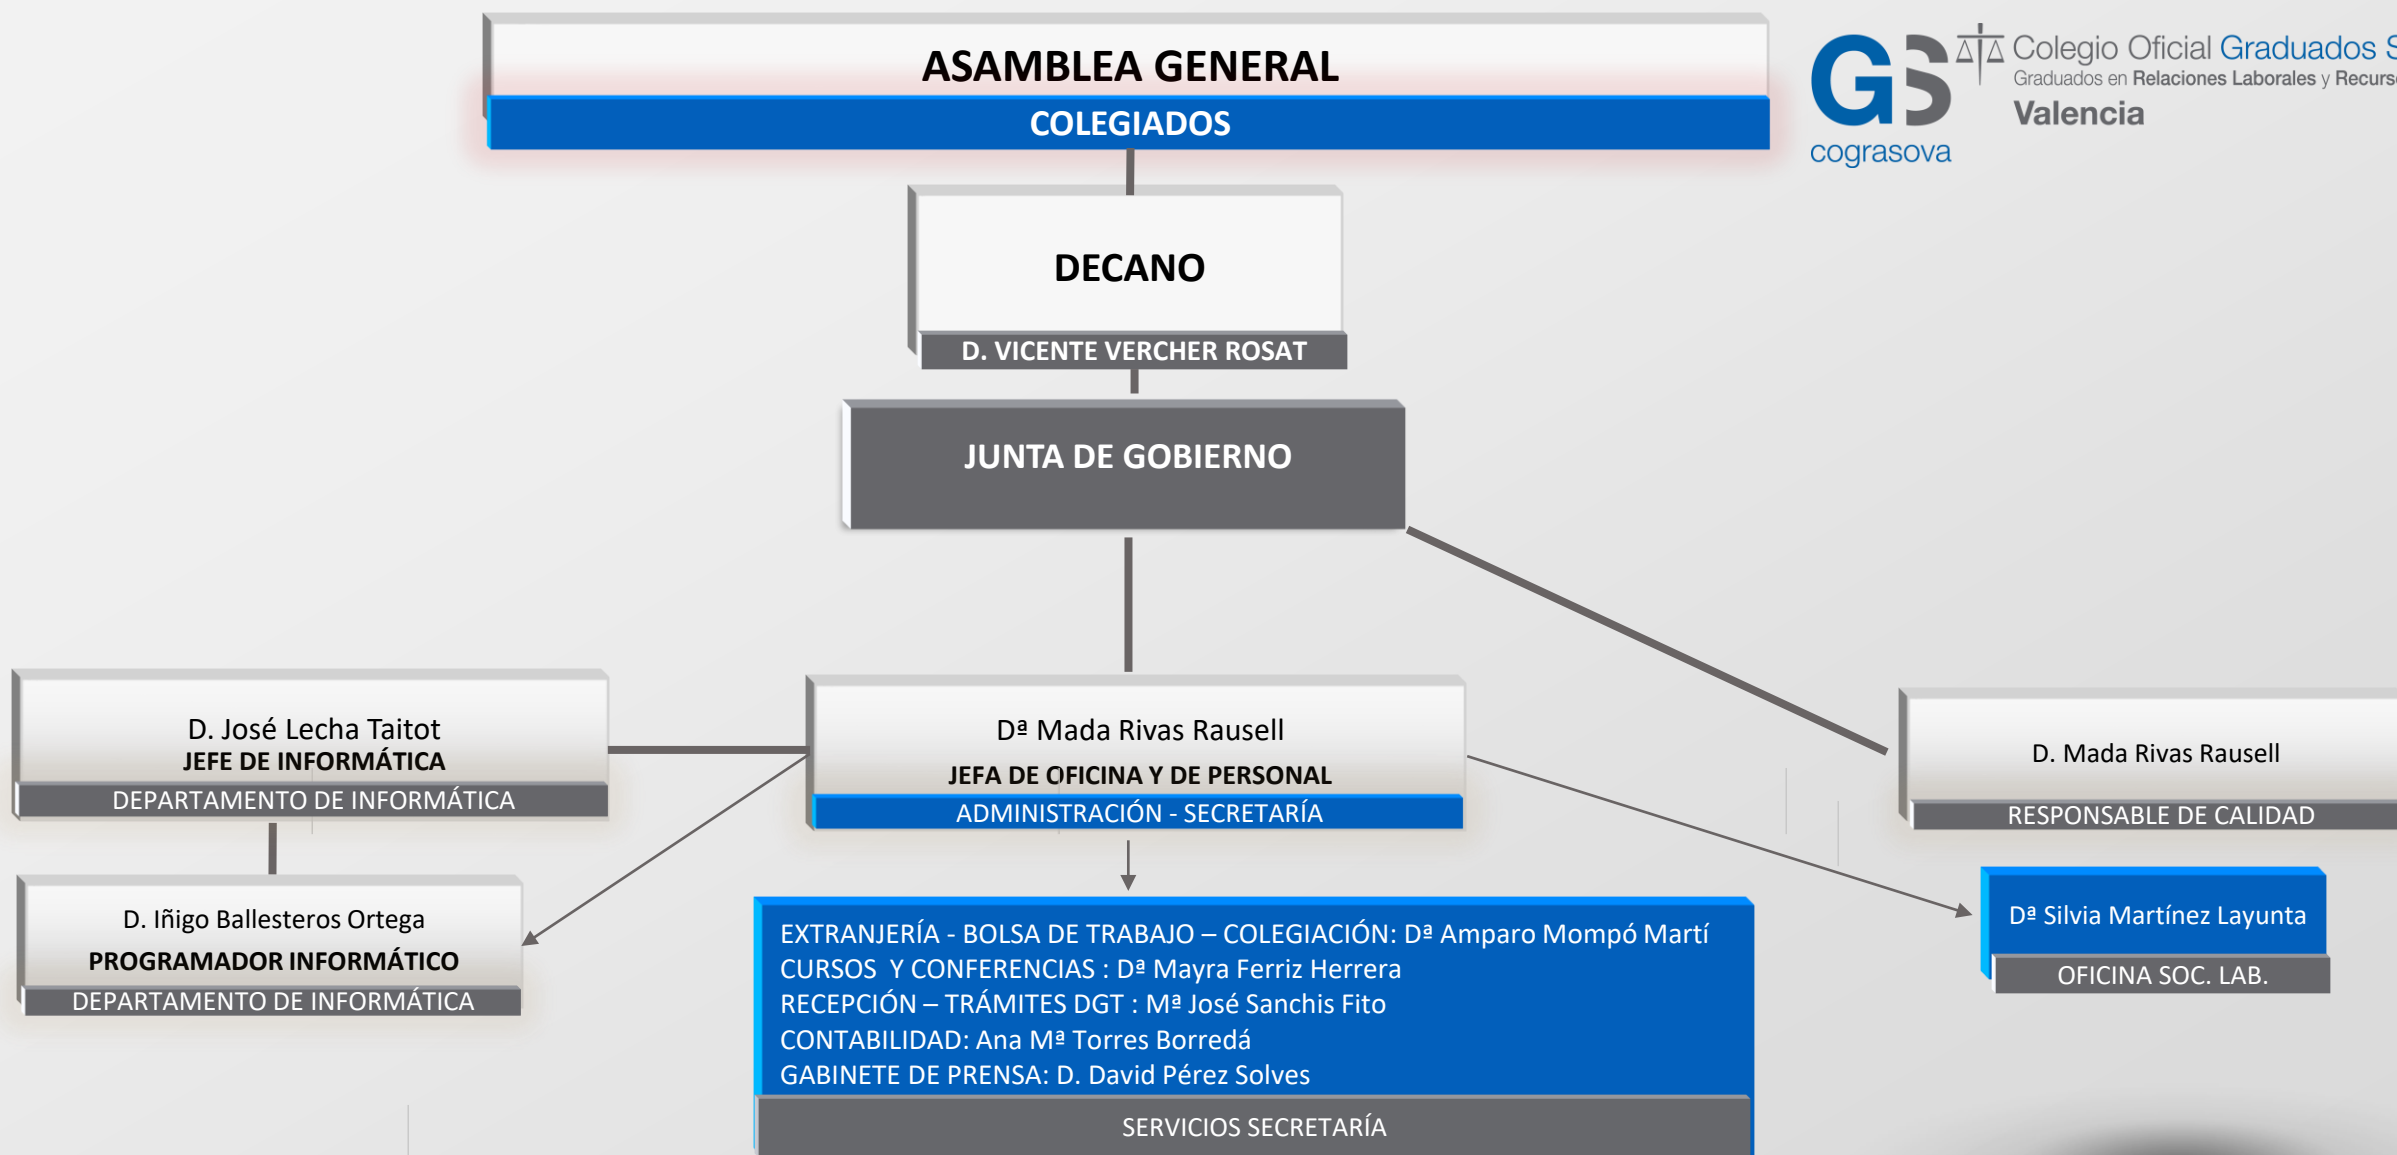 ASAMBLEA GENERAL
COLEGIADOS
GS
cograsova
Colegio Oficial Graduados
Graduados en Relaciones Laborales y
Valencia
DECANO
D. VICENTE VERCHER ROSAT
JUNTA DE GOBIERNO
D. José Lecha Taitot
JEFE DE INFORMÁTICA
DEPARTAMENTO DE INFORMÁTICA
Dª Mada Rivas Rausell
JEFA DE OFICINA Y DE PERSONAL
ADMINISTRACIÓN - SECRETARÍA
D. Mada Rivas Rausell
RESPONSABLE DE CALIDAD
D. Iñigo Ballesteros Ortega
PROGRAMADOR INFORMÁTICO
DEPARTAMENTO DE INFORMÁTICA
EXTRANJERÍA - BOLSA DE TRABAJO – COLEGIACIÓN: Dª Amparo Mompó Martí
CURSOS Y CONFERENCIAS : Dª Mayra Ferriz Herrera
RECEPCIÓN – TRÁMITES DGT : Mª José Sanchis Fito
CONTABILIDAD: Ana Mª Torres Borredá
GABINETE DE PRENSA: D. David Pérez Solves
SERVICIOS SECRETARÍA
Dª Silvia Martínez Layunta
OFICINA SOC. LAB.